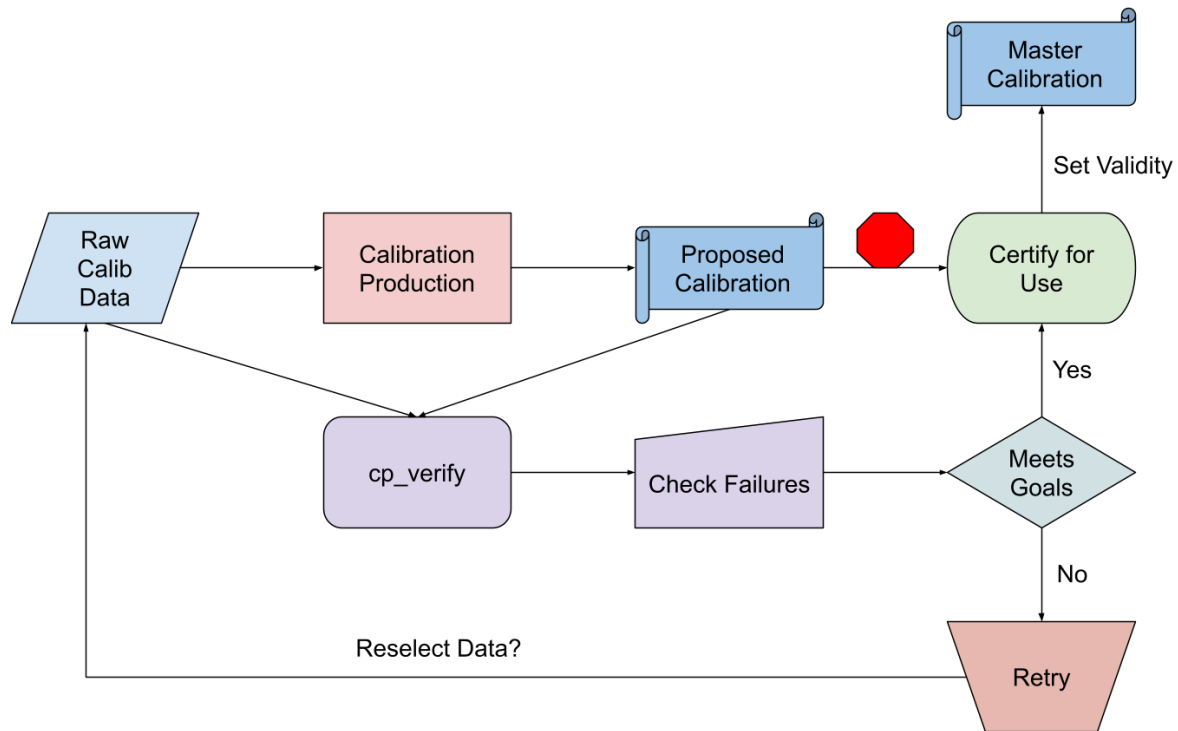 Master
Calibration
Set Validity
Raw
Calib
Data
Calibration
Production
Proposed
Calibration
Certify for
Use
Yes
cp_verify
Check Failures
Meets
Goals
No
Reselect Data?
Retry